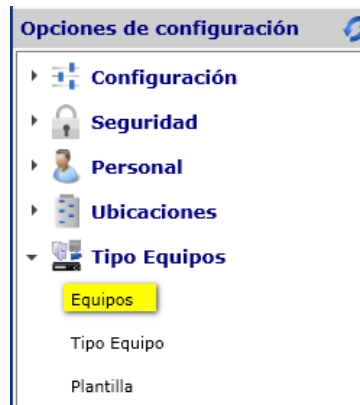 Opciones de configuración
Configuración
Seguridad
Personal
Ubicaciones
Tipo Equipos
Equipos
Tipo Equipo
Plantilla